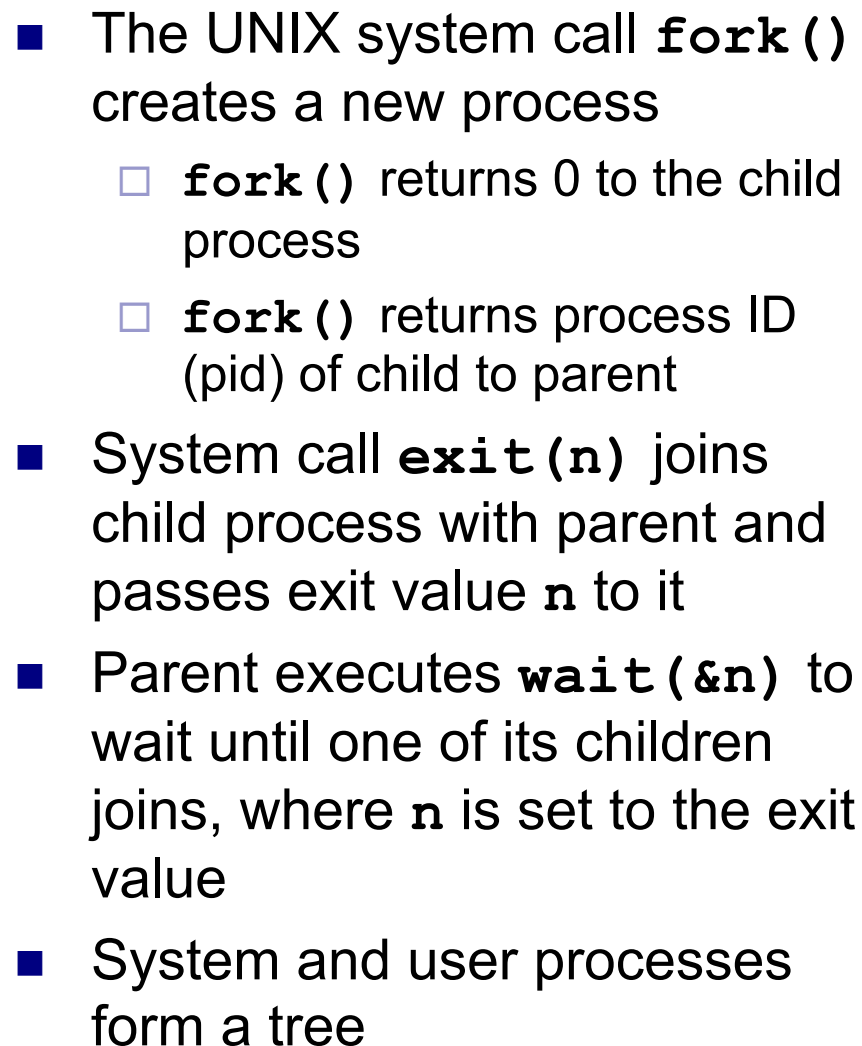 ■ The UNIX system call fork()
creates a new process
□ fork() returns 0 to the child
process
□ fork() returns process ID
(pid) of child to parent
■ System call exit(n) joins
child process with parent and
passes exit value n to it
■ Parent executes wait(&n) to
wait until one of its children
joins, where n is set to the exit
value
■ System and user processes
form a tree